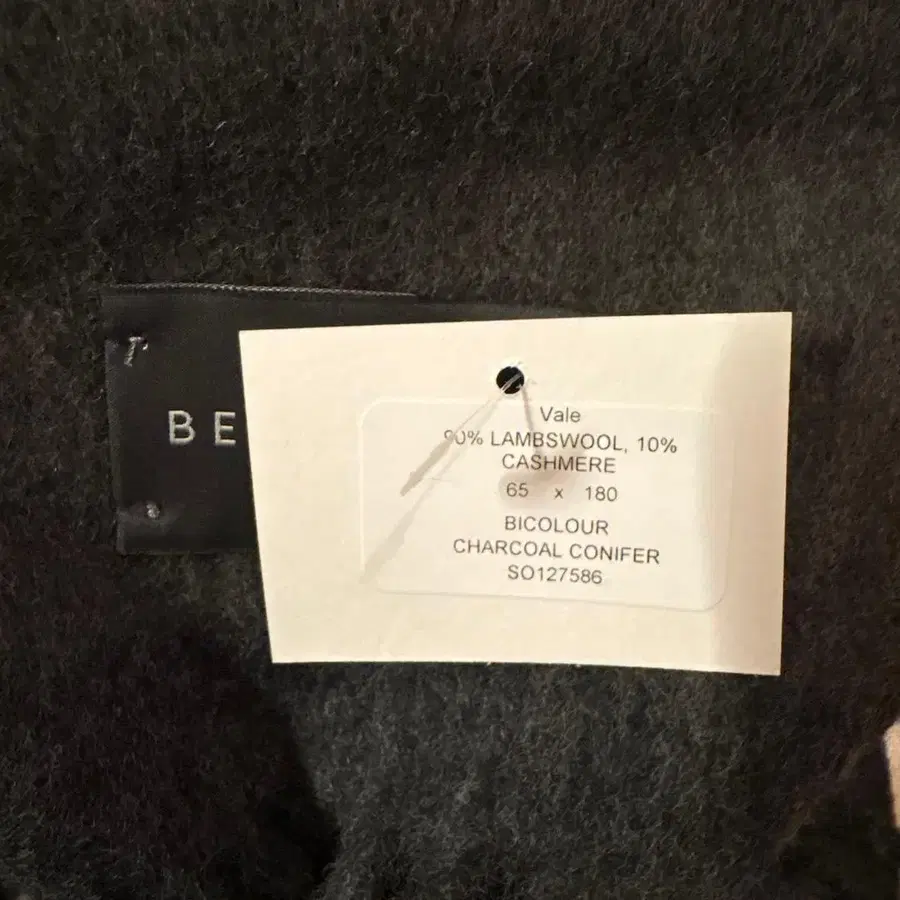 BE
Vale
90% LAMBSWOOL, 10%
CASHMERE
65 x 180
BICOLOUR
CHARCOAL CONIFER
SO127586